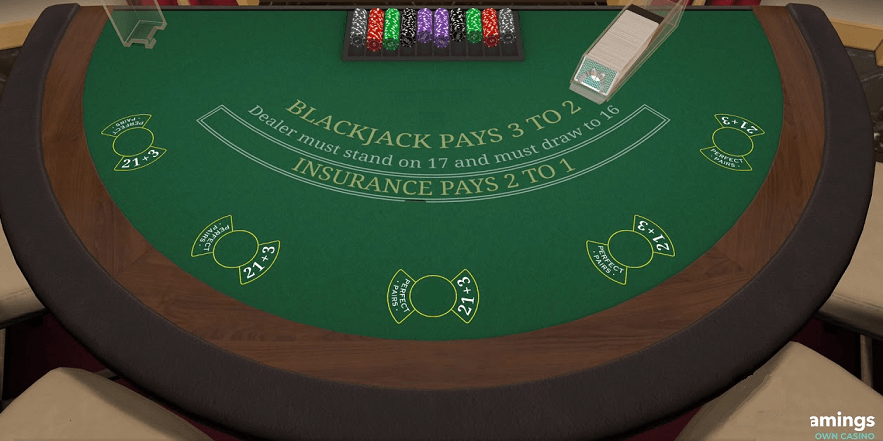 BLACKJACK PAYS 3 TO 2
Dealer must stand on 17 and must draw to 16
INSURANCE PAYS 2 TO 1
PERFECT
PAIRS
21+3
21+3
PERFECT
PAIRS
PERFECT
PAIRS
21+3
21+3
PERFECT
PAIRS
PERFECT
PAIRS
21+3
amings
OWN CASINO